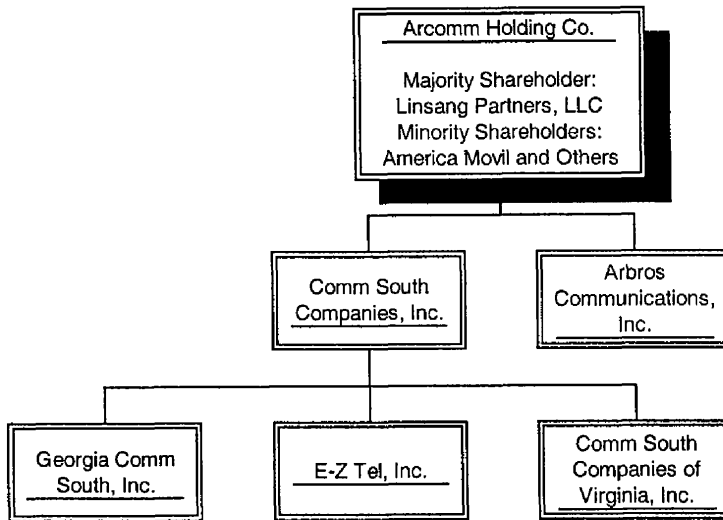 Arcomm Holding Co.
Majority Shareholder:
Linsang Partners, LLC
Minority Shareholders:
America Movil and Others
Comm South
Companies, Inc.
Arbros
Communications,
Inc.
Georgia Comm
South, Inc.
E-Z Tel, Inc.
Comm South
Companies of
Virginia, Inc.